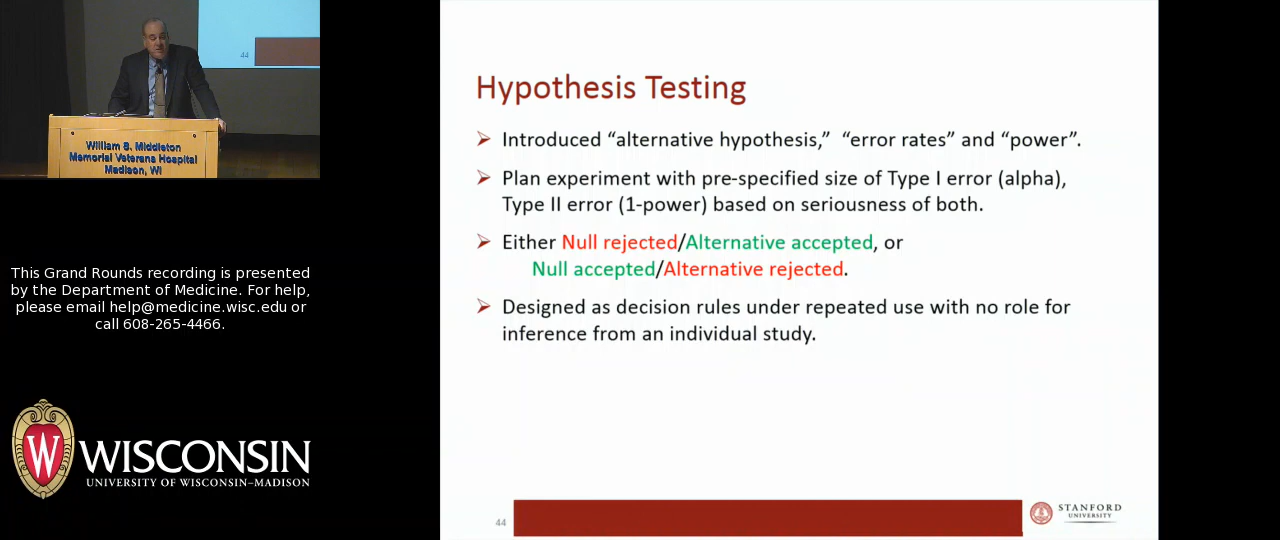 44
William S. Middleton
Memorial Veterans Hospital
Madison, WI
This Grand Rounds recording is presented
by the Department of Medicine. For help,
please email help@medicine.wisc.edu or
call 608-265-4466.
W
WISCONSIN
UNIVERSITY OF WISCONSIN–MADISON
Hypothesis Testing
➢ Introduced “alternative hypothesis,” “error rates” and “power”.
➢ Plan experiment with pre-specified size of Type I error (alpha),
Type II error (1-power) based on seriousness of both.
➢ Either Null rejected/Alternative accepted, or
Null accepted/Alternative rejected.
➢ Designed as decision rules under repeated use with no role for
inference from an individual study.
44
STANFORD
UNIVERSITY